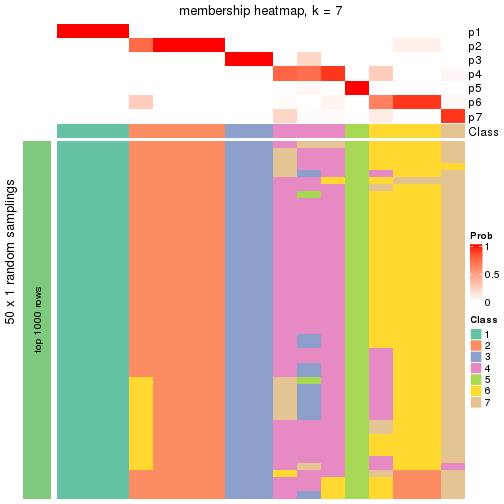 membership heatmap, k = 7
p1
p2
p3
p4
p5
p6
p7
Class
50 x 1 random samplings
top 1000 rows
Prob
1
0.5
0
Class
1
2
3
4
5
6
7